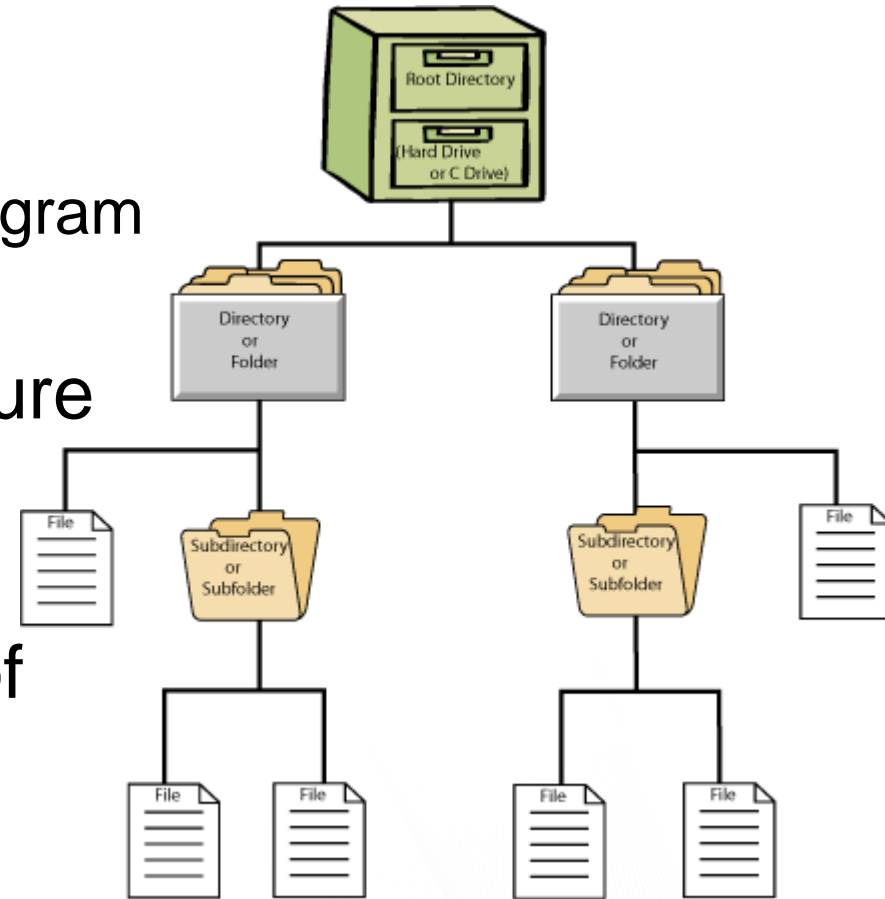 Root Directory
(Hard Drive
or C Drive)
gram
Directory
or
Folder
Directory
or
Folder
ure
File
Subdirectory
or
Subfolder
Subdirectory
or
Subfolder
File
of
File
File
File
File